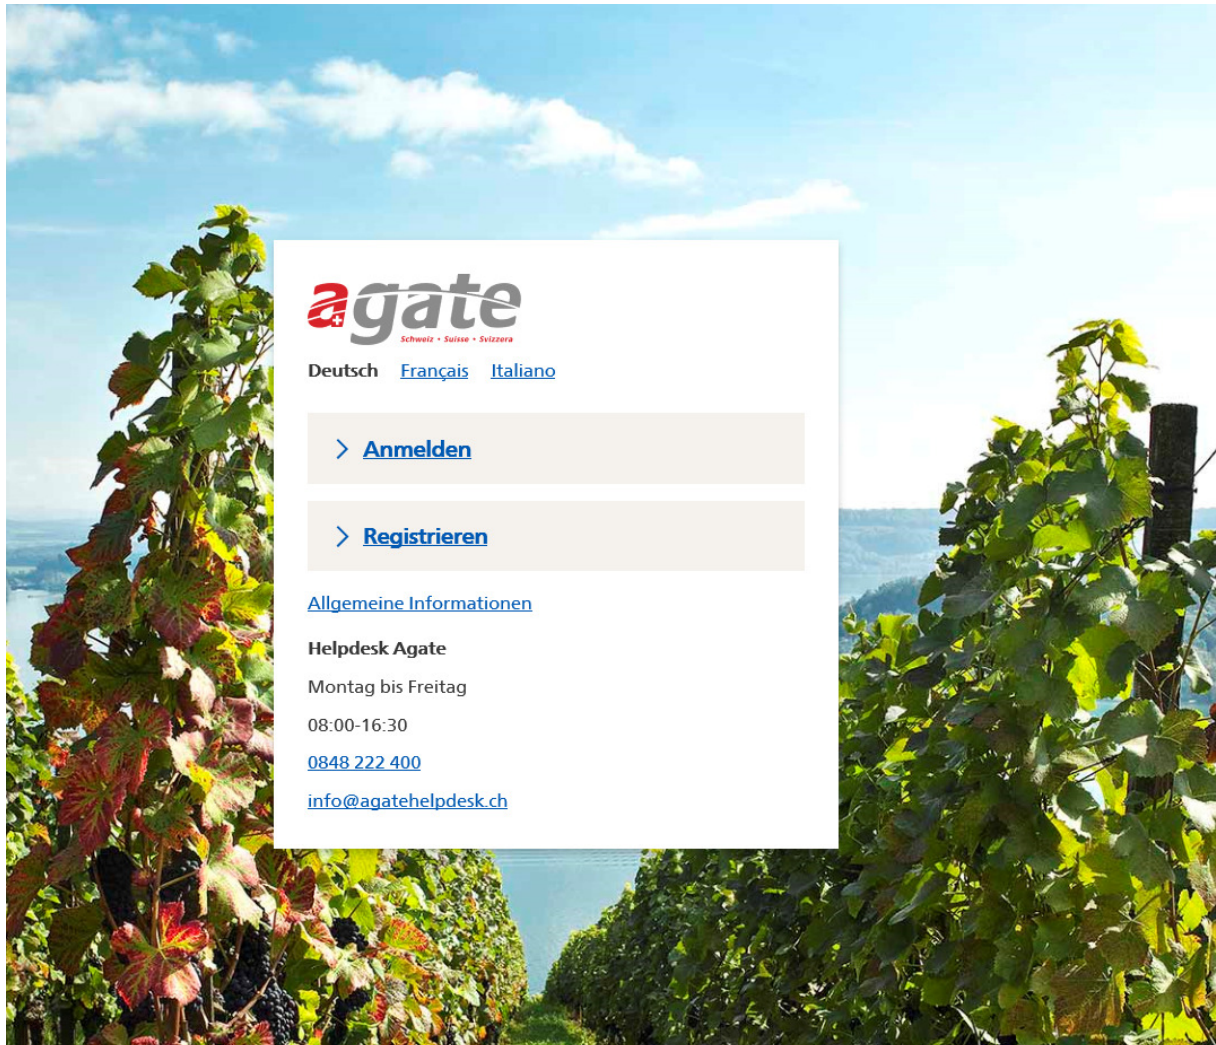 agate
Schweiz • Suisse • Svizzera
Deutsch Français Italiano
Anmelden
Registrieren
Allgemeine Informationen
Helpdesk Agate
Montag bis Freitag
08:00-16:30
0848 222 400
info@agatehelpdesk.ch